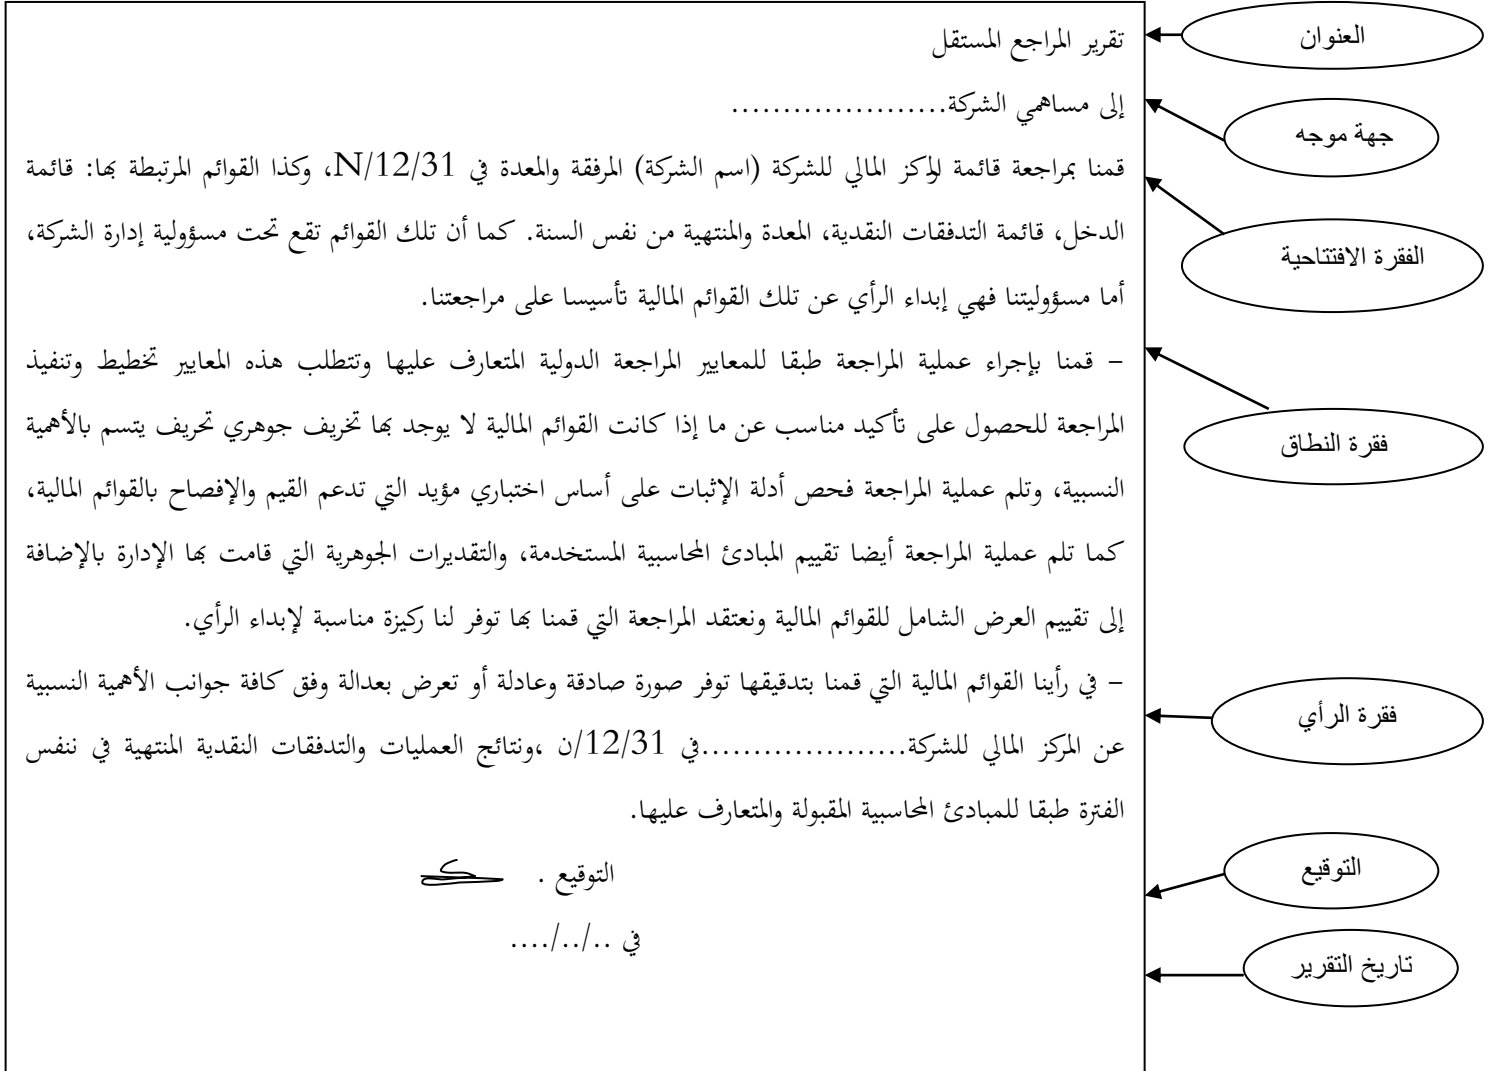 تقرير المراجع المستقل
العنوان
إلى مساهمي الشركة.....................
جهة موجه
قمنا بمراجعة قائمة المركز المالي للشركة (اسم الشركة) المرفقة والمعدة في 31/12/N، وكذا القوائم المرتبطة بها: قائمة
الدخل، قائمة التدفقات النقدية، المعدة والمنتهية من نفس السنة. كما أن تلك القوائم تقع تحت مسؤولية إدارة الشركة،
أما مسؤوليتنا فهي إبداء الرأي عن تلك القوائم المالية تأسيسا على مراجعتنا.
الفقرة الافتتاحية
– قمنا بإجراء عملية المراجعة طبقا للمعايير المراجعة الدولية المتعارف عليها وتتطلب هذه المعايير تخطيط وتنفيذ
المراجعة للحصول على تأكيد مناسب عن ما إذا كانت القوائم المالية لا يوجد بها تخريف جوهري تحريف يتسم بالأهمية
النسبية، وتلم عملية المراجعة فحص أدلة الإثبات على أساس اختباري مؤيد التي تدعم القيم والإفصاح بالقوائم المالية،
كما تلم عملية المراجعة أيضا تقييم المبادئ المحاسبية المستخدمة، والتقديرات الجوهرية التي قامت بها الإدارة بالإضافة
إلى تقييم العرض الشامل للقوائم المالية ونعتقد المراجعة التي قمنا بها توفر لنا ركيزة مناسبة لإبداء الرأي.
فقرة النطاق
– في رأينا القوائم المالية التي قمنا بتدقيقها توفر صورة صادقة وعادلة أو تعرض بعدالة وفق كافة جوانب الأهمية النسبية
عن المركز المالي للشركة....................في 31/12/ن ،ونتائج العمليات والتدفقات النقدية المنتهية في ننفس
الفترة طبقا للمبادئ المحاسبية المقبولة والمتعارف عليها.
فقرة الرأي
التوقيع .
التوقيع
في ../../....
تاريخ التقرير